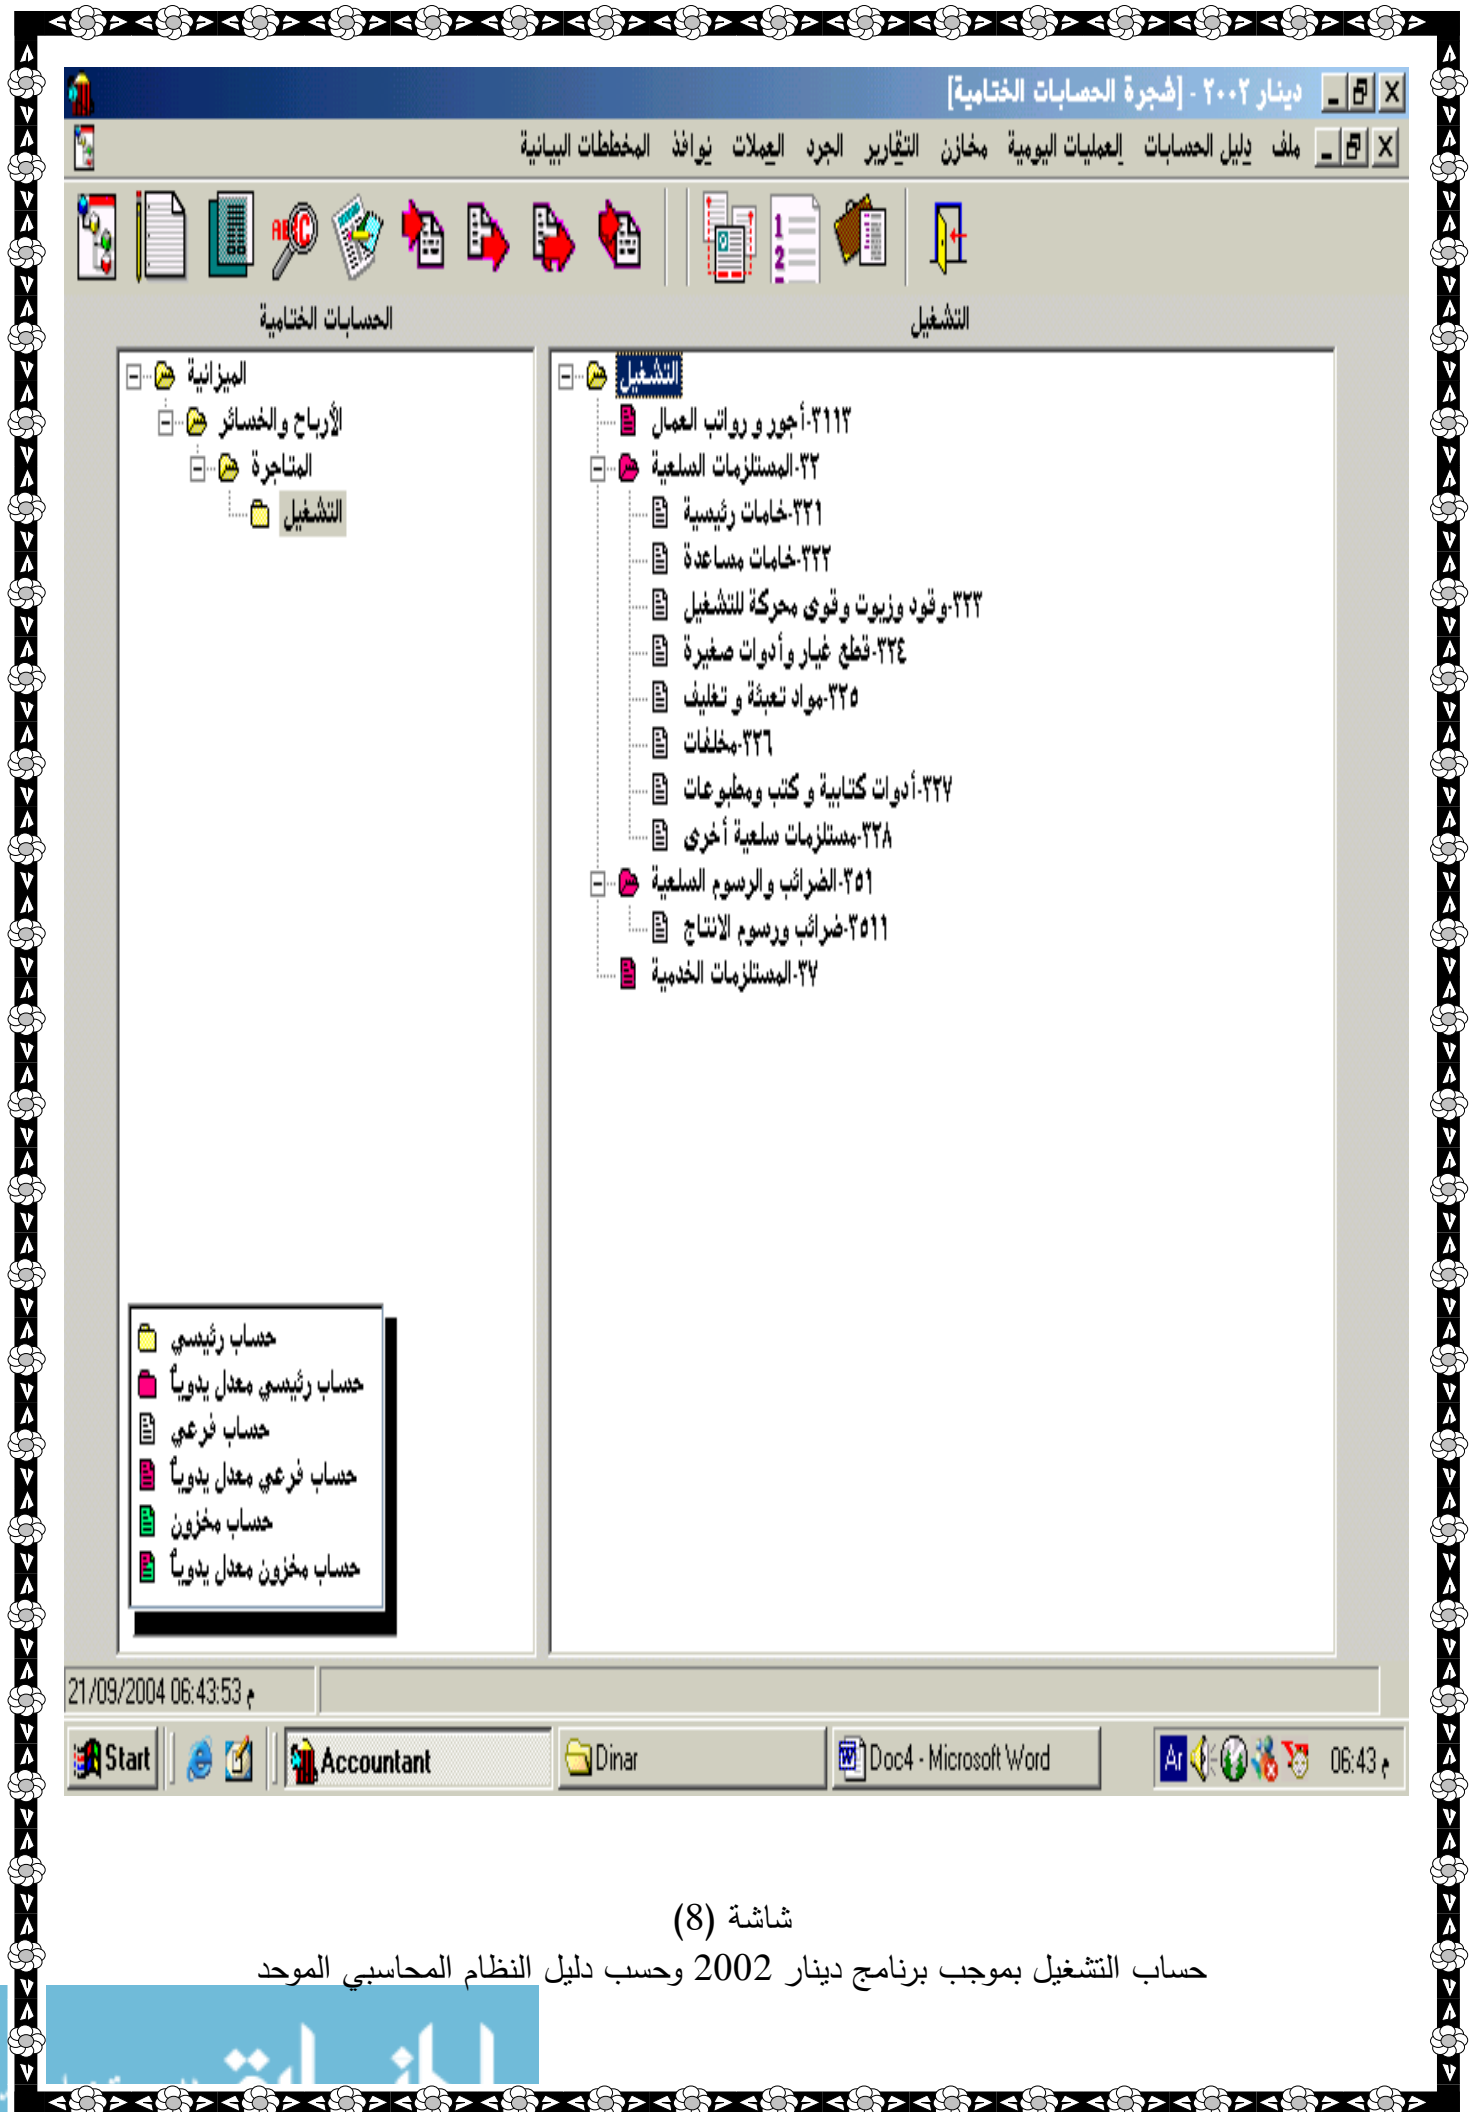 دينار ٢٠٠٢ - [شجرة الحسابات الختامية]
ملف دليل الحسابات العمليات اليومية مخازن التقارير الجرد العملات نوافذ المخططات البيانية
التشغيل
الحسابات الختامية
التشغيل
٣١١٣-أجور و رواتب العمال
٣٢-المستلزمات السلعية
٣٢١-خامات رئيسية
٣٢٢-خامات مساعدة
٣٢٣-وقود وزيوت وقوى محركة للتشغيل
٣٢٤-قطع غيار وأدوات صغيرة
٣٢٥-مواد تعبئة و تغليف
٣٢٦-مخلفات
٣٢٧-أدوات كتابية و كتب ومطبوعات
٣٢٨-مستلزمات سلعية أخرى
٣٥١-الضرائب والرسوم السلعية
٣٥١١-ضرائب ورسوم الانتاج
٣٧-المستلزمات الخدمية
الميزانية
الأرباح والخسائر
المتاجرة
التشغيل
حساب رئيسي
حساب رئيسي معدل يدوياً
حساب فرعي
حساب فرعي معدل يدوياً
حساب مخزون
حساب مخزون معدل يدوياً
21/09/2004 06:43:53 م
Start Accountant Dinar Doc4 - Microsoft Word Ar 06:43 م
شاشة (8)
حساب التشغيل بموجب برنامج دينار 2002 وحسب دليل النظام المحاسبي الموحد